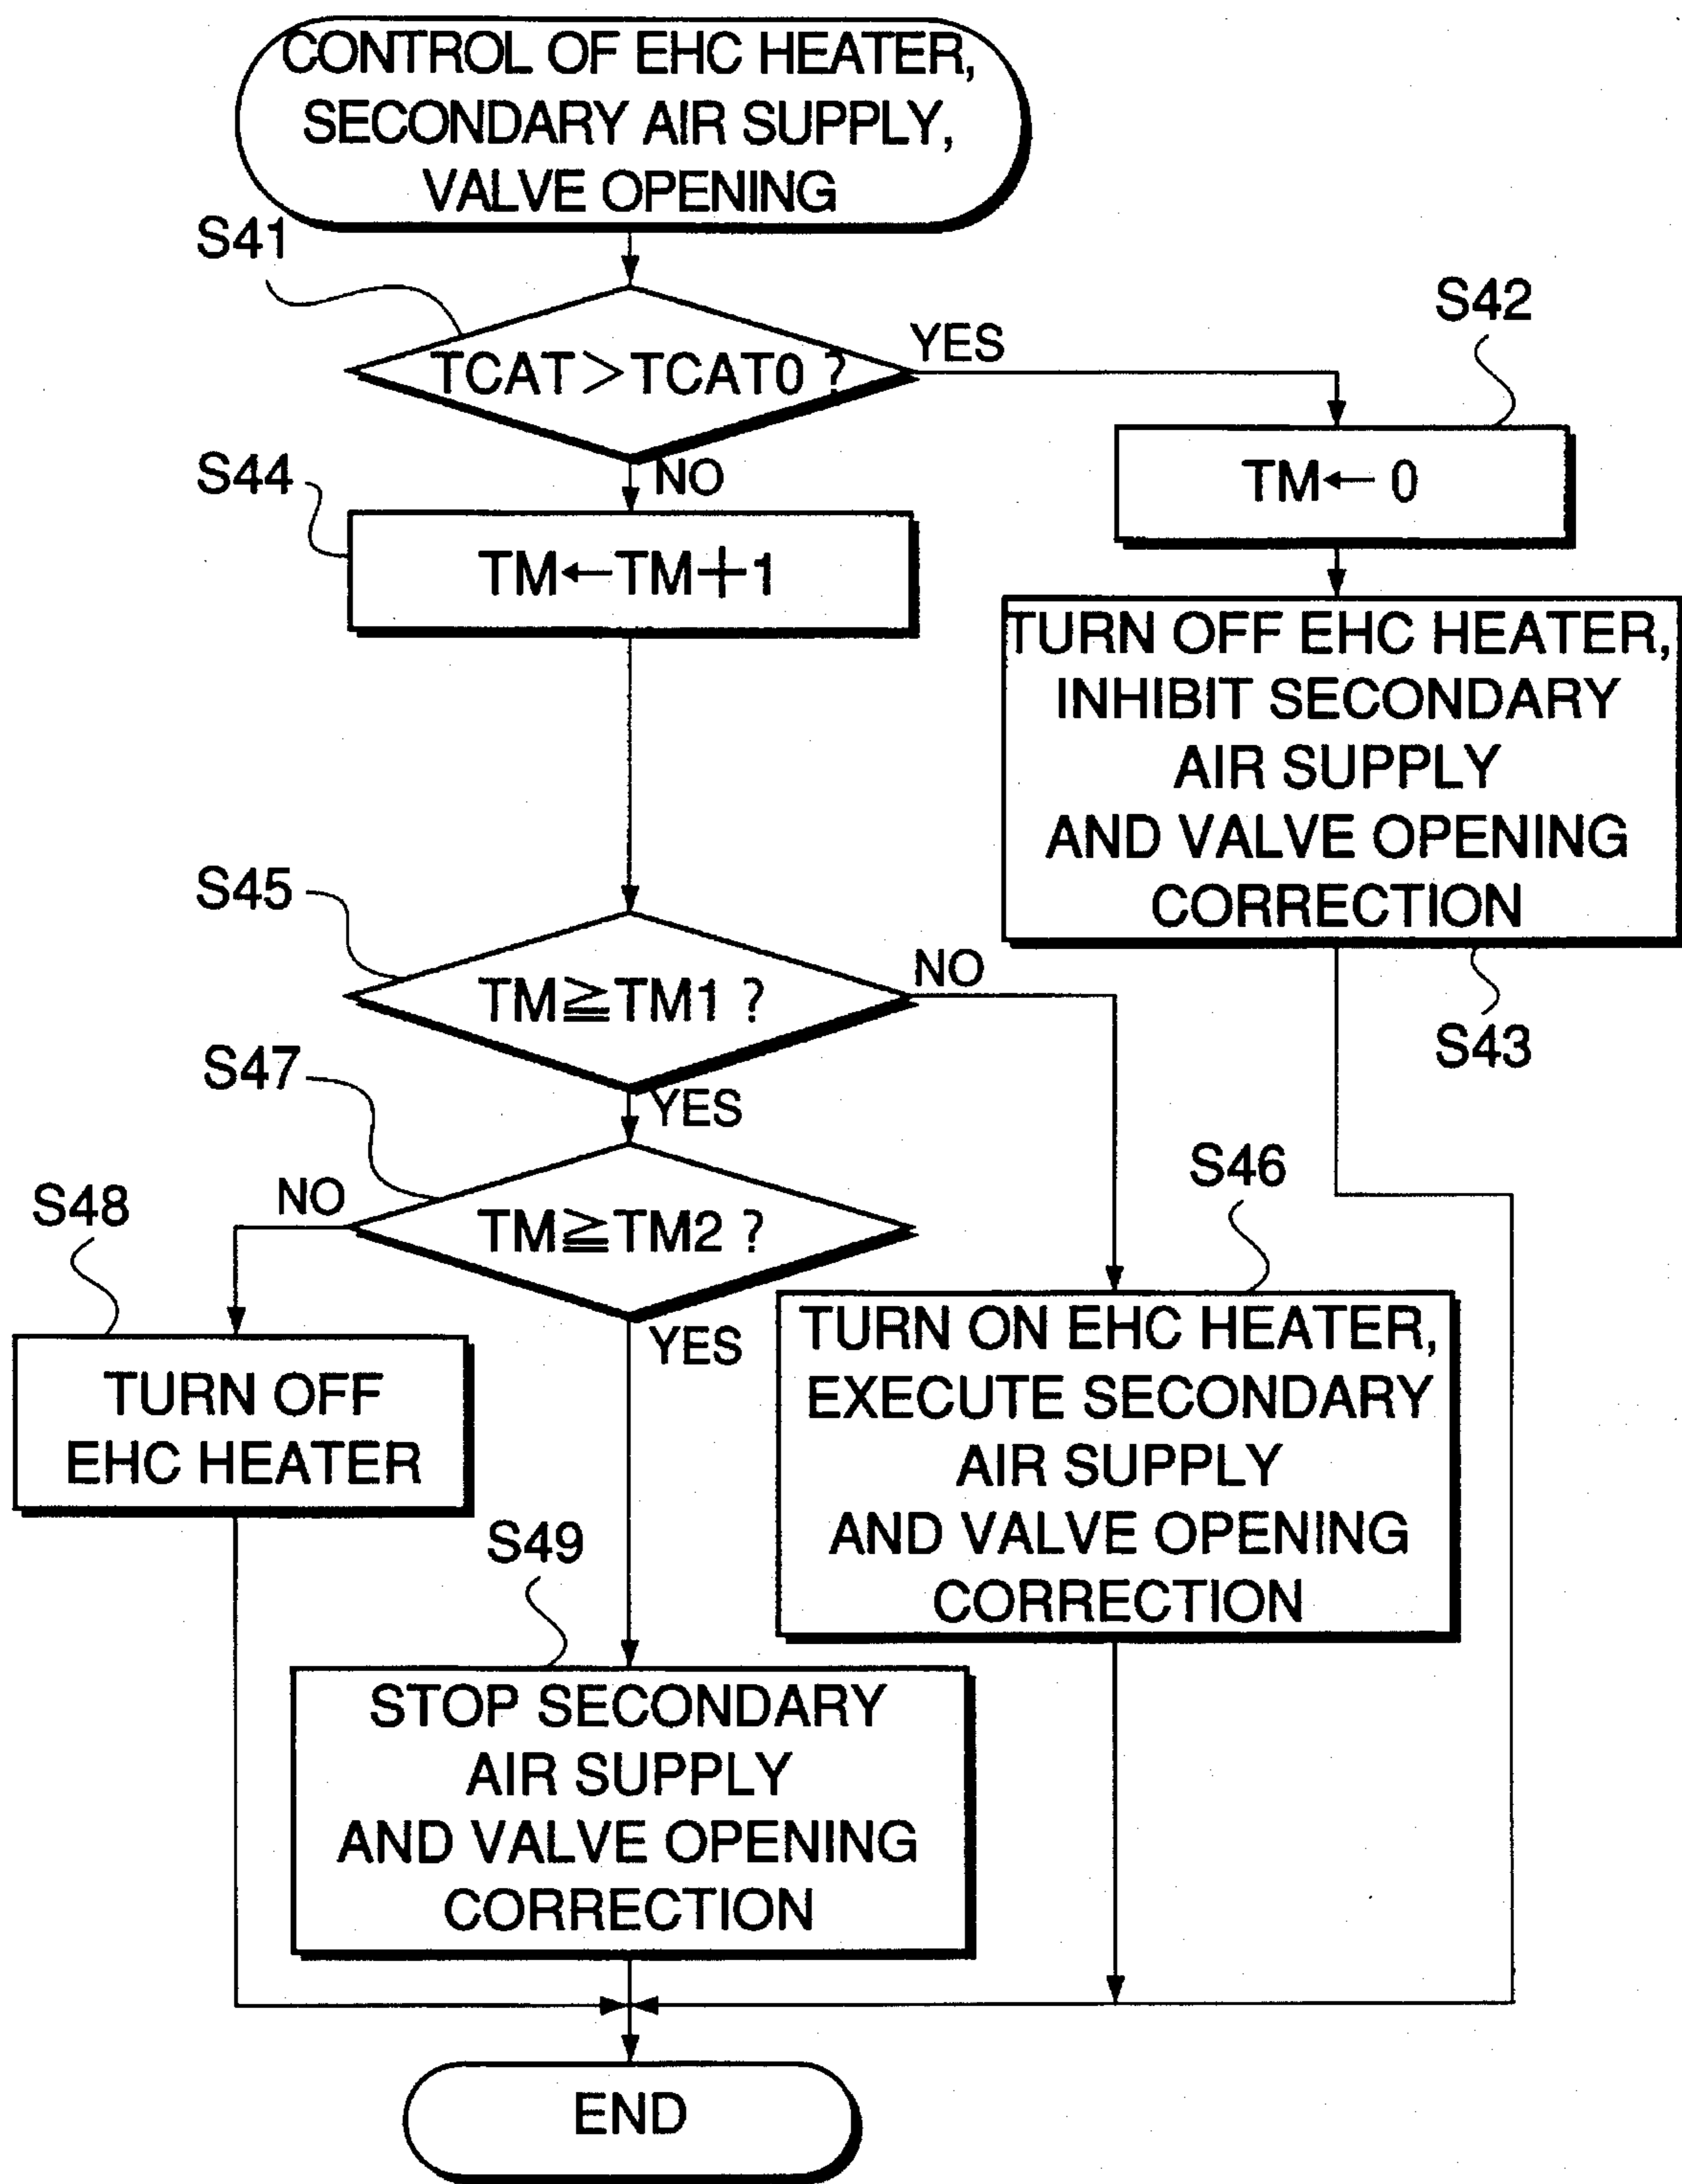 CONTROL OF EHC HEATER,
SECONDARY AIR SUPPLY,
VALVE OPENING
S41
TCAT>TCAT0 ?
YES
S42
TM←0
NO
S44
TM←TM+1
TURN OFF EHC HEATER,
INHIBIT SECONDARY
AIR SUPPLY
AND VALVE OPENING
CORRECTION
S43
S45
TM≧TM1 ?
NO
YES
S47
TM≧TM2 ?
NO
S48
YES
S46
TURN OFF
EHC HEATER
TURN ON EHC HEATER,
EXECUTE SECONDARY
AIR SUPPLY
AND VALVE OPENING
CORRECTION
S49
STOP SECONDARY
AIR SUPPLY
AND VALVE OPENING
CORRECTION
END